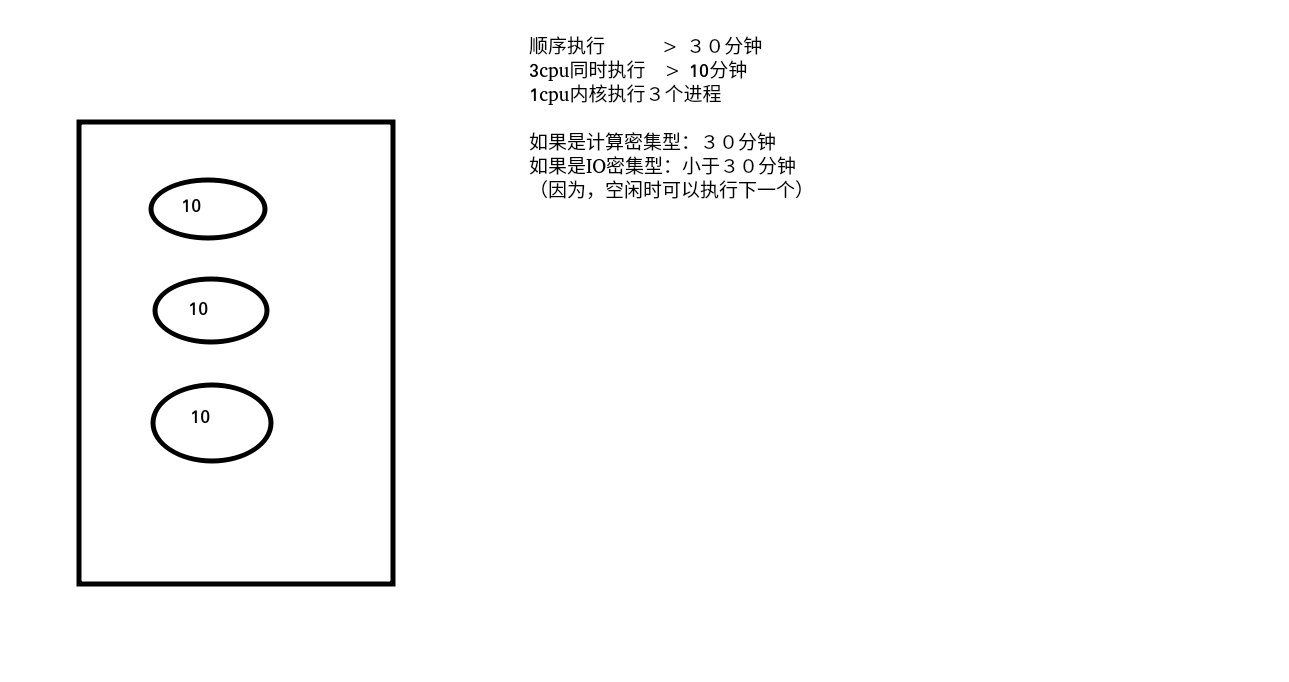 顺序执行 > ３０分钟
3cpu同时执行 > 10分钟
1cpu内核执行３个进程
如果是计算密集型：３０分钟
如果是IO密集型：小于３０分钟
（因为，空闲时可以执行下一个）
10
10
10